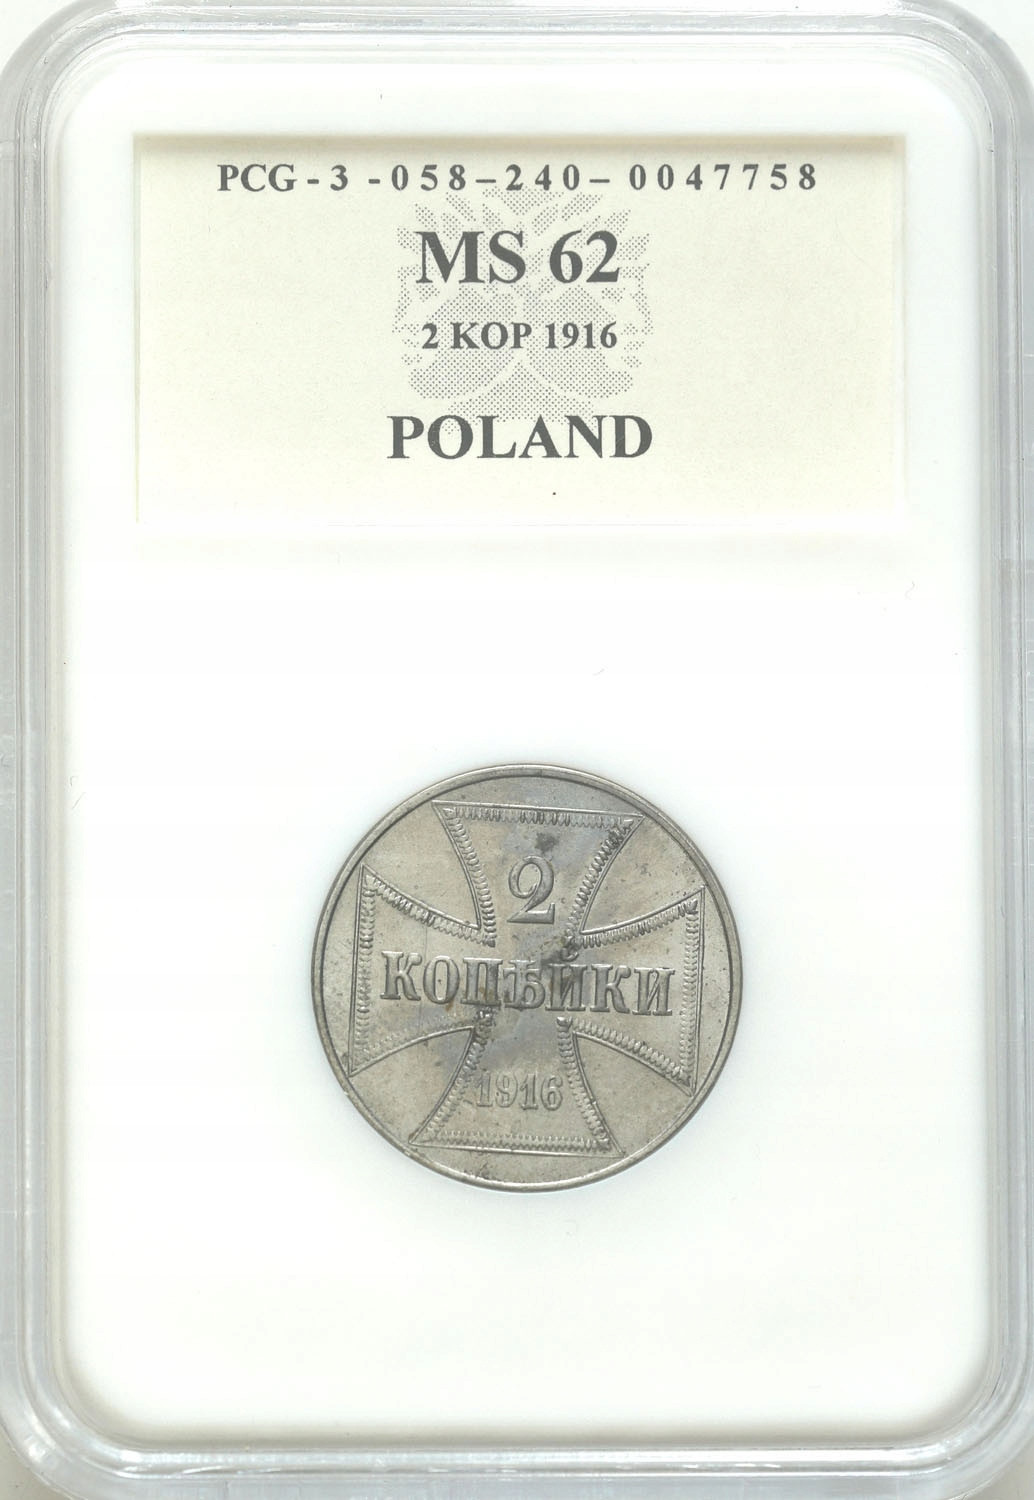 PCG - 3 - 058 - 240 - 0047758
MS 62
2 KOP 1916
POLAND
2
КОПѢЙКИ
1916